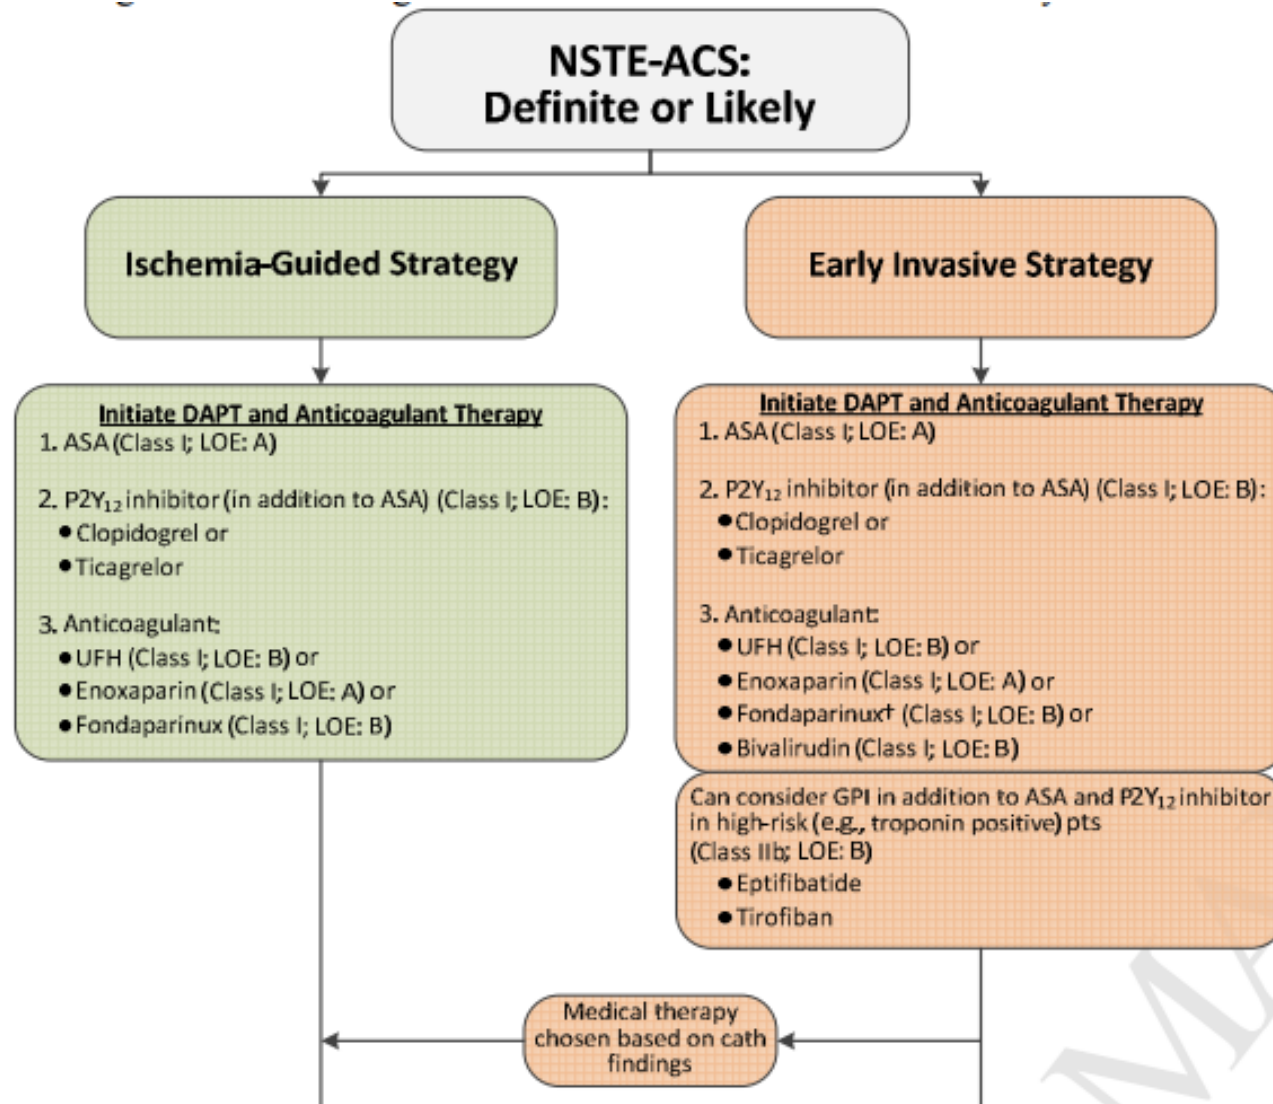 NSTE-ACS:
Definite or Likely
Ischemia-Guided Strategy
Early Invasive Strategy
Initiate DAPT and Anticoagulant Therapy
1. ASA (Class I; LOE: A)
2. P2Y₁₂ inhibitor (in addition to ASA) (Class I; LOE: B):
● Clopidogrel or
● Ticagrelor
3. Anticoagulant:
● UFH (Class I; LOE: B) or
● Enoxaparin (Class I; LOE: A) or
● Fondaparinux (Class I; LOE: B)
Initiate DAPT and Anticoagulant Therapy
1. ASA (Class I; LOE: A)
2. P2Y₁₂ inhibitor (in addition to ASA) (Class I; LOE: B):
● Clopidogrel or
● Ticagrelor
3. Anticoagulant:
● UFH (Class I; LOE: B) or
● Enoxaparin (Class I; LOE: A) or
● Fondaparinux† (Class I; LOE: B) or
● Bivalirudin (Class I; LOE: B)
Can consider GPI in addition to ASA and P2Y₁₂ inhibitor
in high-risk (e.g., troponin positive) pts
(Class IIb; LOE: B)
● Eptifibatide
● Tirofiban
Medical therapy
chosen based on cath
findings